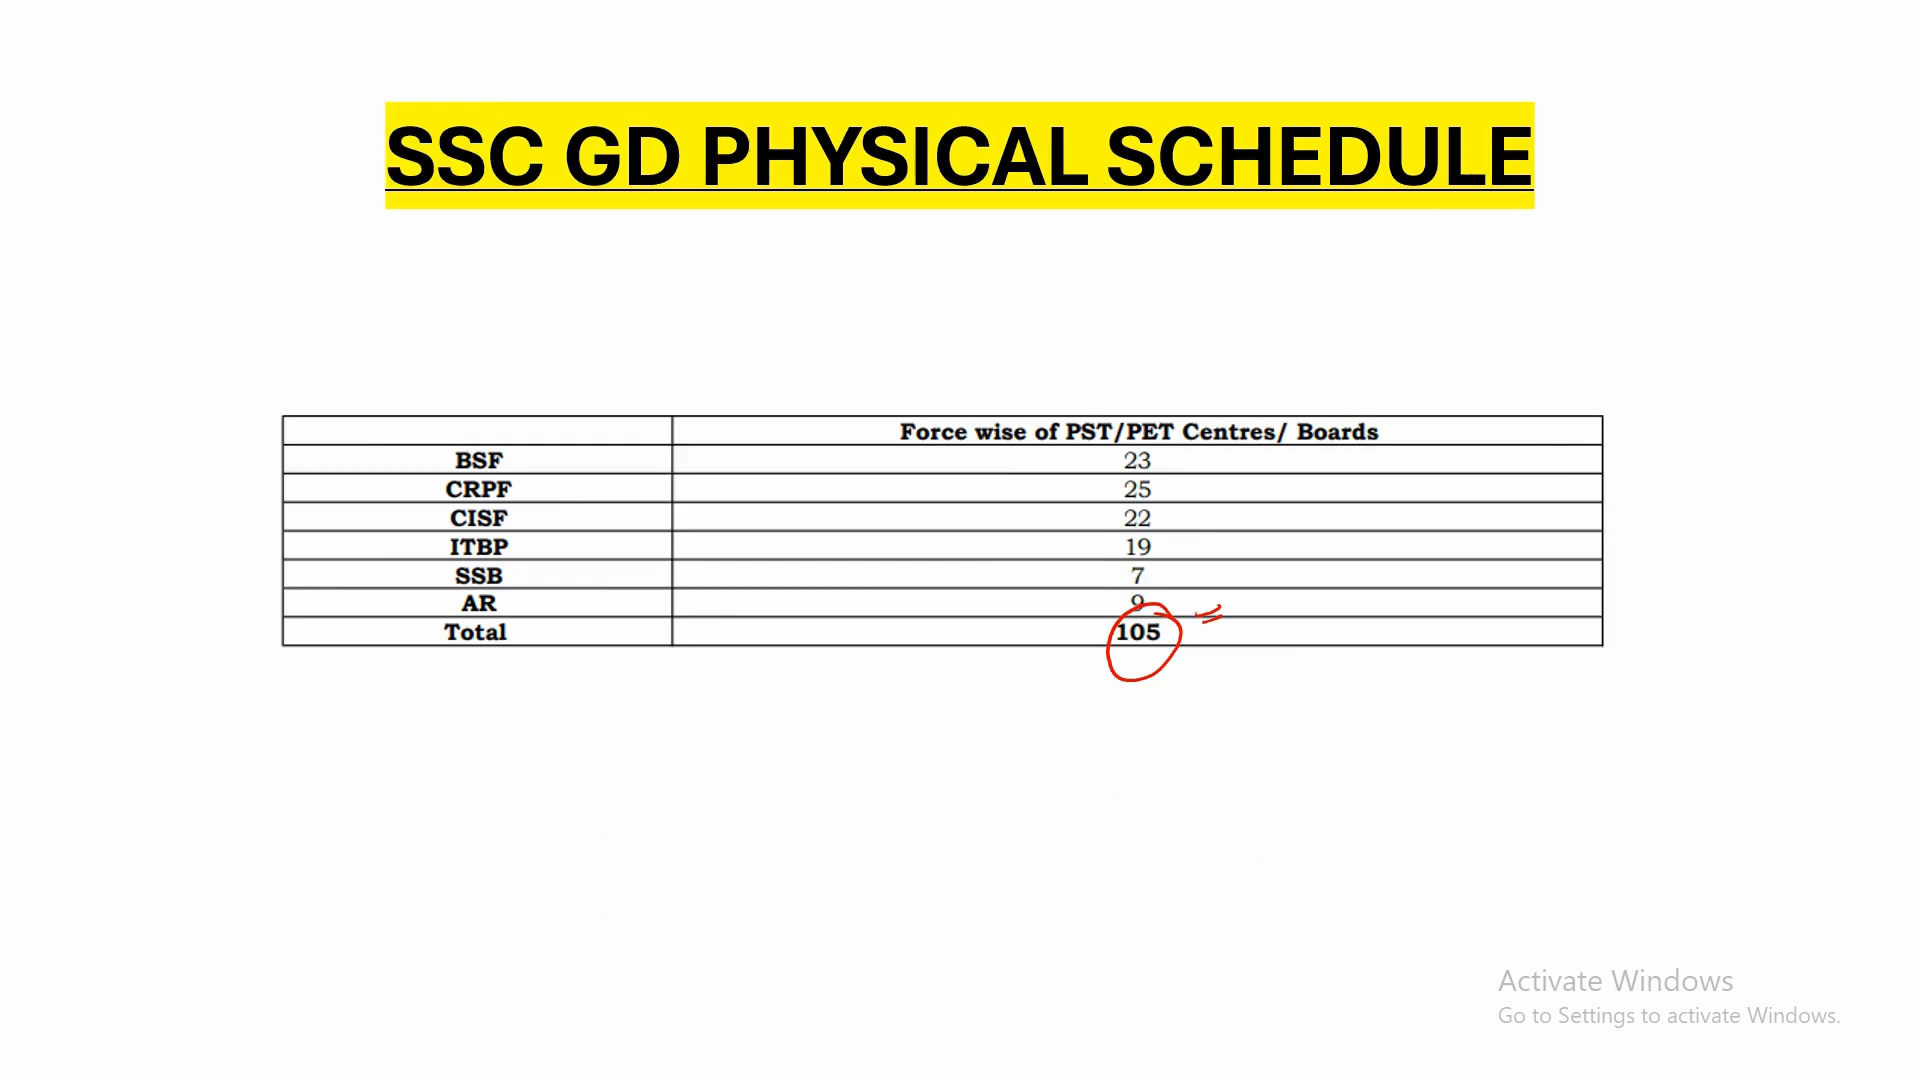 SSC GD PHYSICAL SCHEDULE
Force wise of PST/PET Centres/ Boards
BSF 23
CRPF 25
CISF 22
ITBP 19
SSB 7
AR 9
Total 105
Activate Windows
Go to Settings to activate Windows.